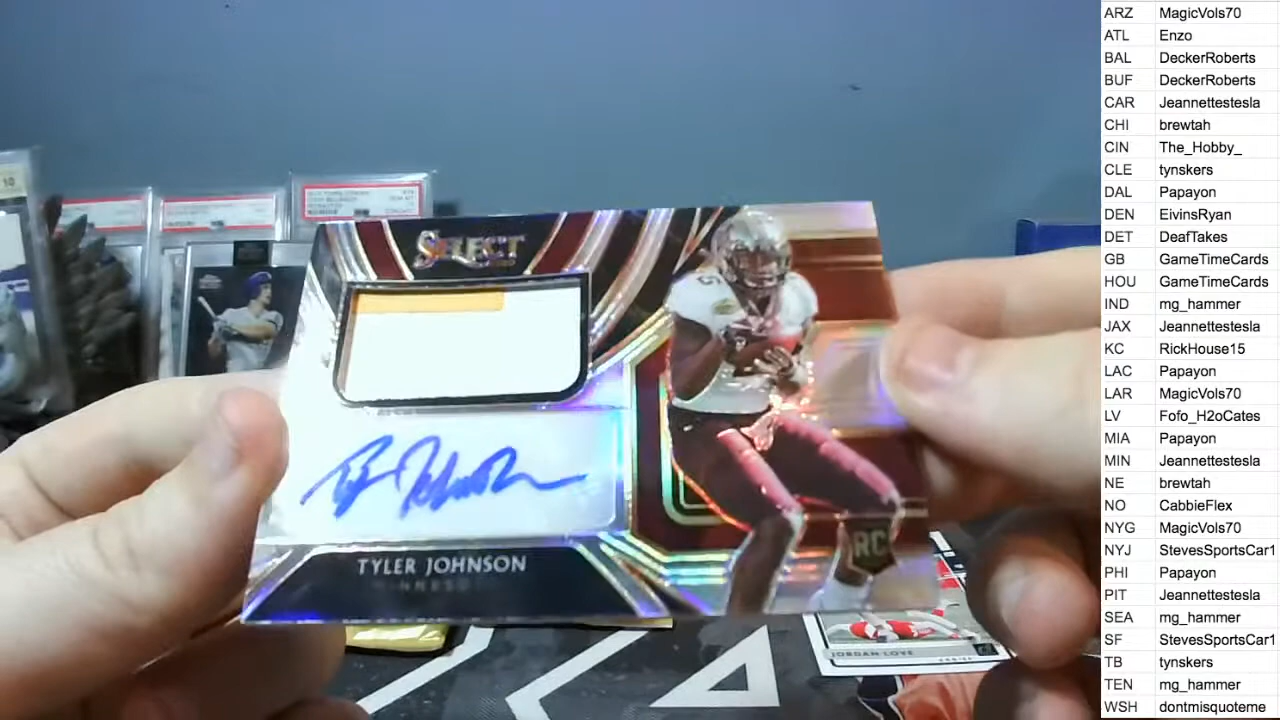 10
SELECT
5
TYLER JOHNSON
RC
JORDAN LOVE
ARZ MagicVols70
ATL Enzo
BAL DeckerRoberts
BUF DeckerRoberts
CAR Jeannettestesla
CHI brewtah
CIN The_Hobby_
CLE tynskers
DAL Papayon
DEN EivinsRyan
DET DeafTakes
GB GameTimeCards
HOU GameTimeCards
IND mg_hammer
JAX Jeannettestesla
KC RickHouse15
LAC Papayon
LAR MagicVols70
LV Fofo_H2oCates
MIA Papayon
MIN Jeannettestesla
NE brewtah
NO CabbieFlex
NYG MagicVols70
NYJ StevesSportsCar1
PHI Papayon
PIT Jeannettestesla
SEA mg_hammer
SF StevesSportsCar1
TB tynskers
TEN mg_hammer
WSH dontmisquoteme